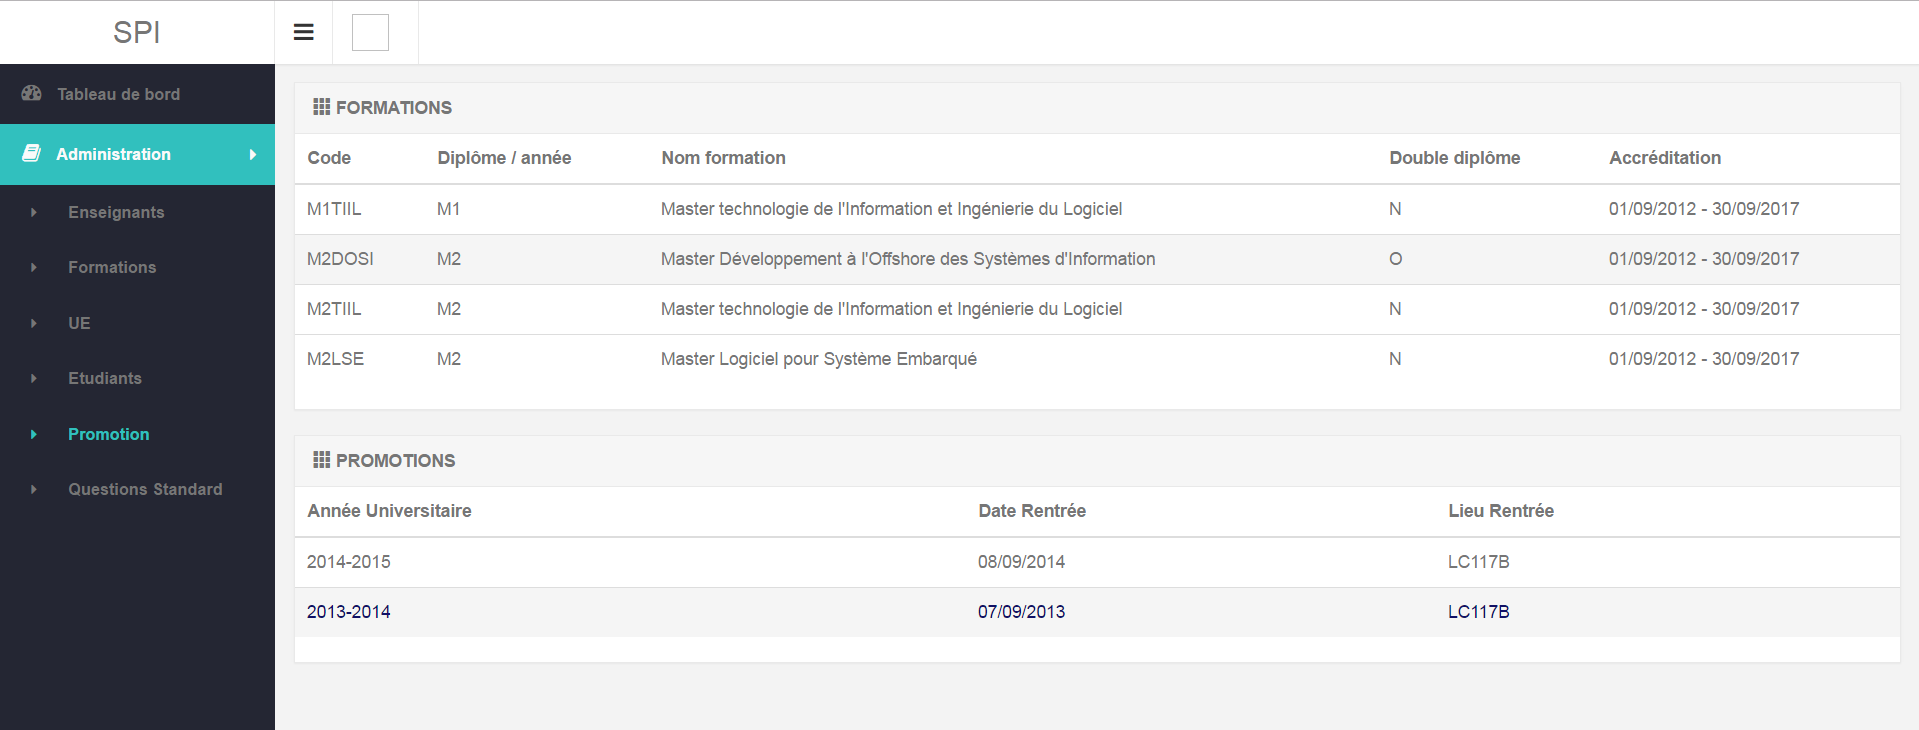 SPI
Tableau de bord
Administration
Enseignants
Formations
UE
Etudiants
Promotion
Questions Standard
FORMATIONS
Code Diplôme / année Nom formation Double diplôme Accréditation
M1TIIL M1 Master technologie de l'Information et Ingénierie du Logiciel N 01/09/2012 - 30/09/2017
M2DOSI M2 Master Développement à l'Offshore des Systèmes d'Information O 01/09/2012 - 30/09/2017
M2TIIL M2 Master technologie de l'Information et Ingénierie du Logiciel N 01/09/2012 - 30/09/2017
M2LSE M2 Master Logiciel pour Système Embarqué N 01/09/2012 - 30/09/2017
PROMOTIONS
Année Universitaire Date Rentrée Lieu Rentrée
2014-2015 08/09/2014 LC117B
2013-2014 07/09/2013 LC117B